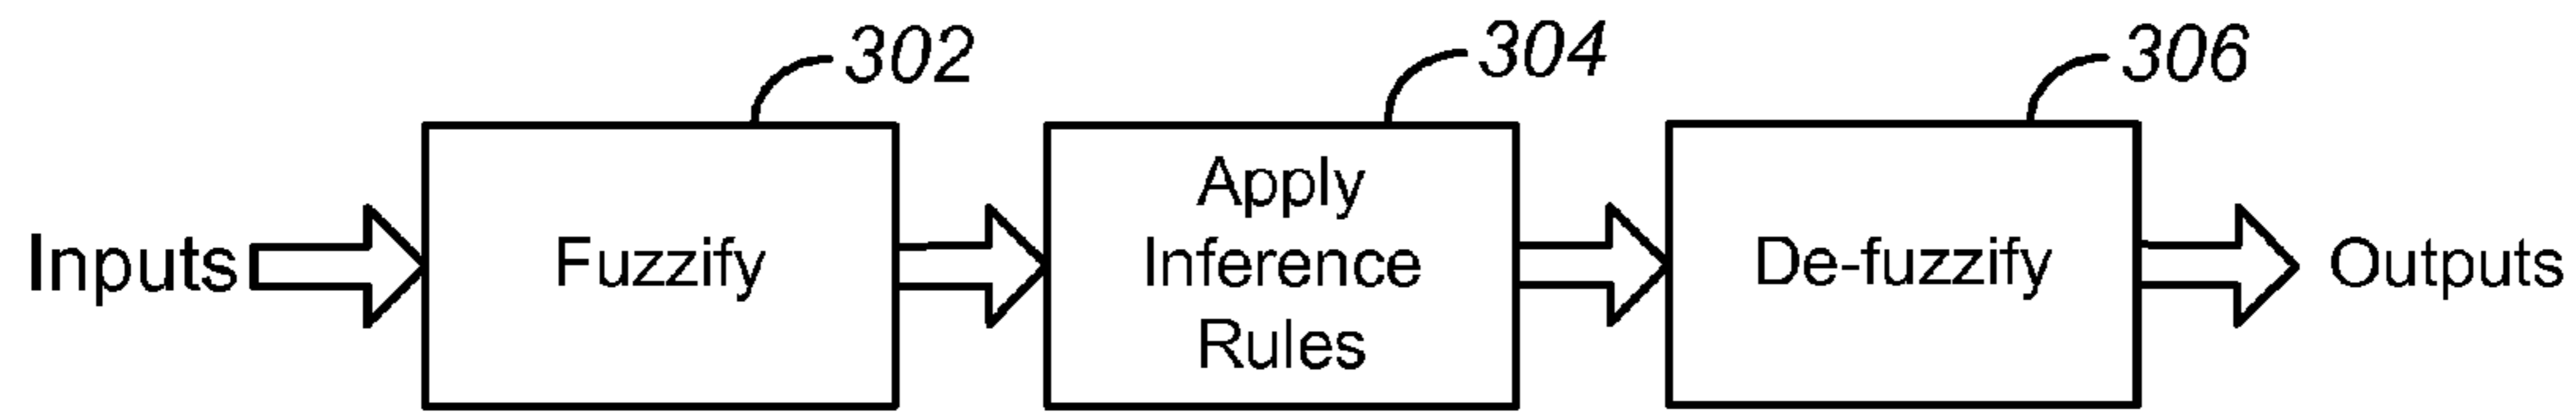 302
304
306
Inputs
Fuzzify
Apply
Inference
Rules
De-fuzzify
Outputs